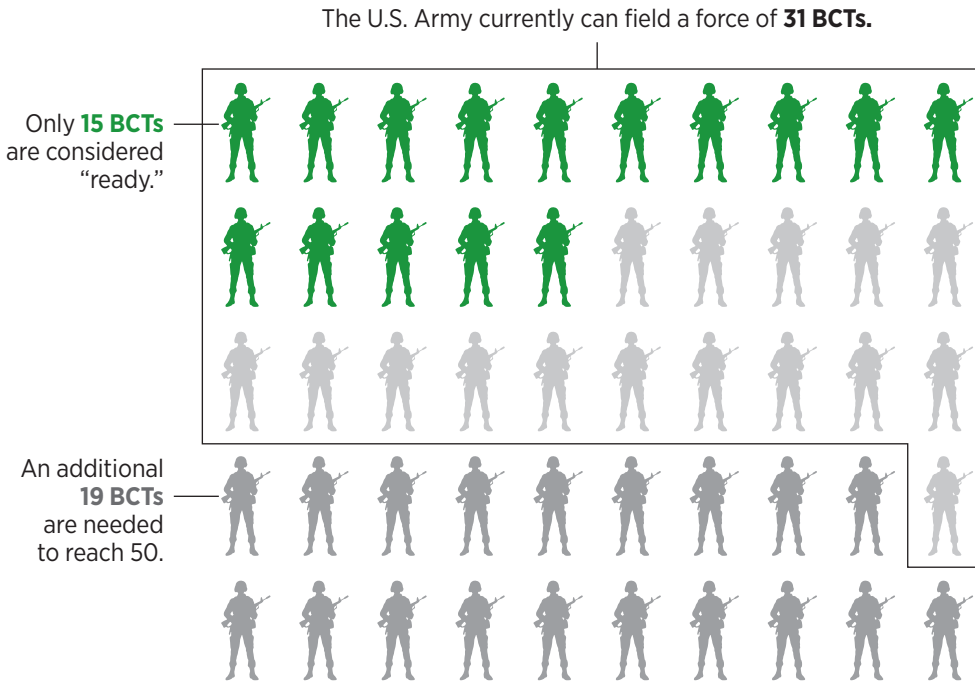 The U.S. Army currently can field a force of 31 BCTs.
Only 15 BCTs
are considered
“ready.”
An additional
19 BCTs
are needed
to reach 50.